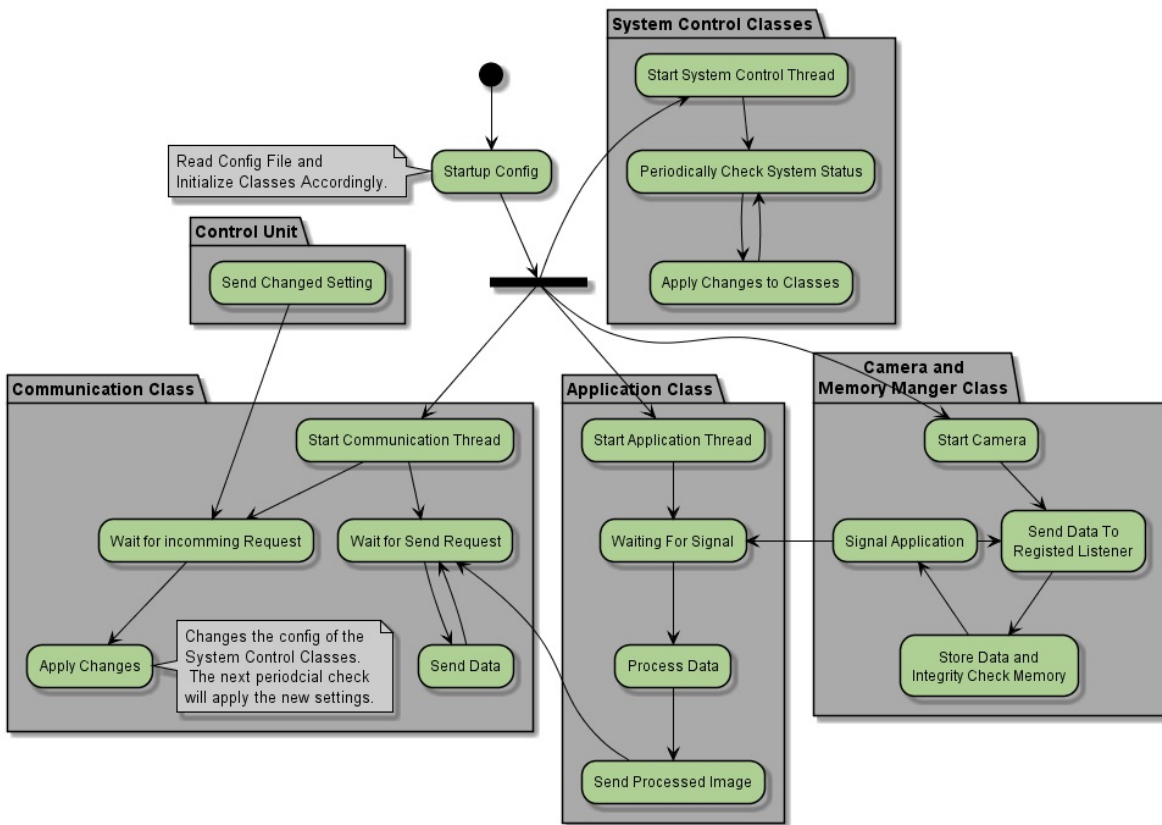 System Control Classes
Start System Control Thread
Read Config File and
Initialize Classes Accordingly.
Startup Config
Periodically Check System Status
Control Unit
Send Changed Setting
Apply Changes to Classes
Communication Class
Application Class
Camera and
Memory Manger Class
Start Communication Thread
Start Application Thread
Start Camera
Wait for incomming Request
Wait for Send Request
Waiting For Signal
Signal Application
Send Data To
Registed Listener
Apply Changes
Changes the config of the
System Control Classes.
The next periodcial check
will apply the new settings.
Send Data
Process Data
Store Data and
Integrity Check Memory
Send Processed Image